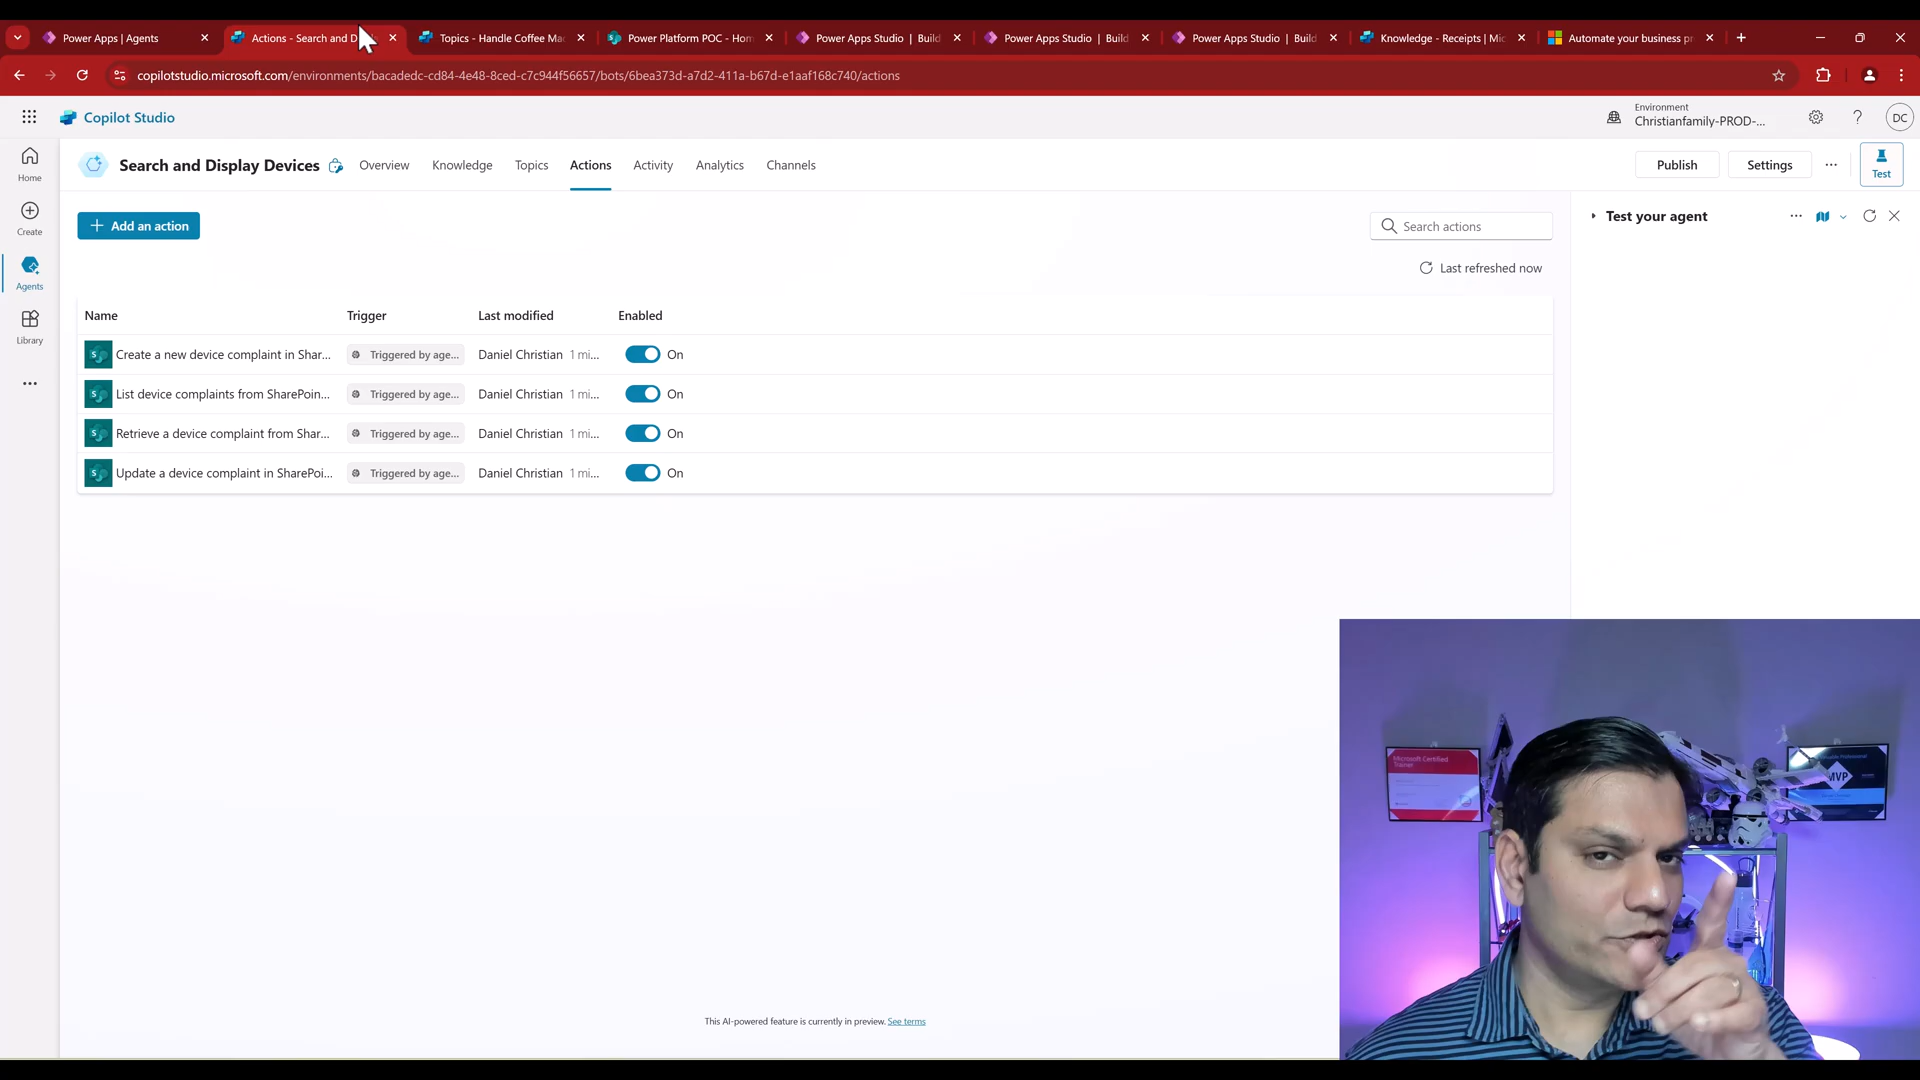 Power Apps | Agents
Actions - Search and D
Topics - Handle Coffee Ma
Power Platform POC - Hom
Power Apps Studio | Build
Power Apps Studio | Build
Power Apps Studio | Build
Knowledge - Receipts | Mic
Automate your business pr
copilotstudio.microsoft.com/environments/bacadedc-cd84-4e48-8ced-c7c944f56657/bots/6bea373d-a7d2-411a-b67d-e1aaf168c740/actions
Copilot Studio
Environment
Christianfamily-PROD-...
DC
Home
Create
Agents
Library
Search and Display Devices
Overview
Knowledge
Topics
Actions
Activity
Analytics
Channels
Publish
Settings
Test
Add an action
Search actions
Last refreshed now
Test your agent
Name Trigger Last modified Enabled
Create a new device complaint in Shar... Triggered by age... Daniel Christian 1 mi... On
List device complaints from SharePoin... Triggered by age... Daniel Christian 1 mi... On
Retrieve a device complaint from Shar... Triggered by age... Daniel Christian 1 mi... On
Update a device complaint in SharePoi... Triggered by age... Daniel Christian 1 mi... On
This AI-powered feature is currently in preview. See terms
Microsoft Certified
Trainer
MVP